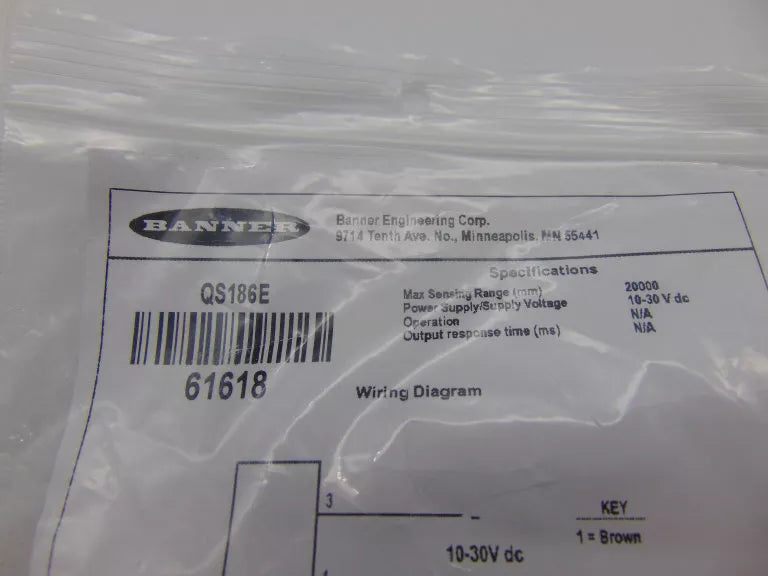 BANNER
Banner Engineering Corp.
9714 Tenth Ave. No., Minneapolis, MN 55441
Specifications
QS186E
Max Sensing Range (mm) 20000
Power Supply/Supply Voltage 10-30 V dc
Operation N/A
Output response time (ms) N/A
61618
Wiring Diagram
3
-
KEY
1 = Brown
10-30V dc